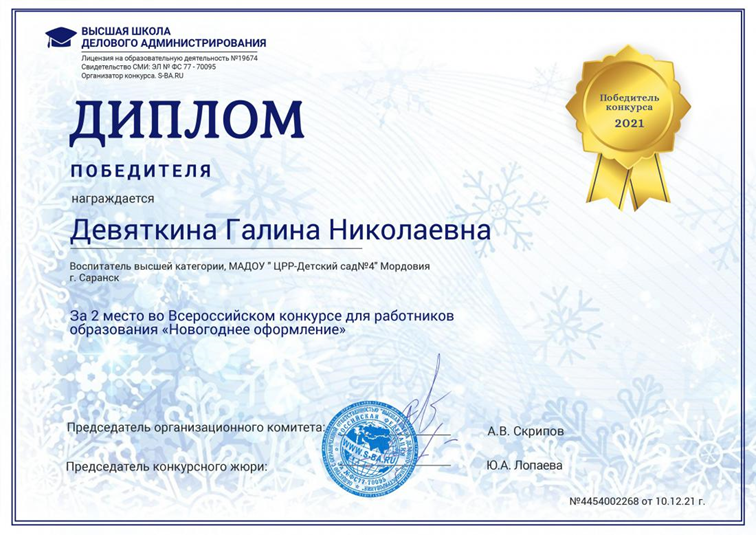 ВЫСШАЯ ШКОЛА
ДЕЛОВОГО АДМИНИСТРИРОВАНИЯ
Лицензия на образовательную деятельность №19674
Свидетельство СМИ: ЭЛ № ФС 77 - 70095
Организатор конкурса. S-BA.RU
Победитель
конкурса
2021
ДИПЛОМ
ПОБЕДИТЕЛЯ
награждается
Девяткина Галина Николаевна
Воспитатель высшей категории, МАДОУ " ЦРР-Детский сад№4" Мордовия
г. Саранск
За 2 место во Всероссийском конкурсе для работников
образования «Новогоднее оформление»
Председатель организационного комитета:
А.В. Скрипов
РОССИЙСКАЯ ФЕДЕРАЦИЯ
WWW.S-BA.RU
Председатель конкурсного жюри:
Ю.А. Лопаева
№4454002268 от 10.12.21 г.